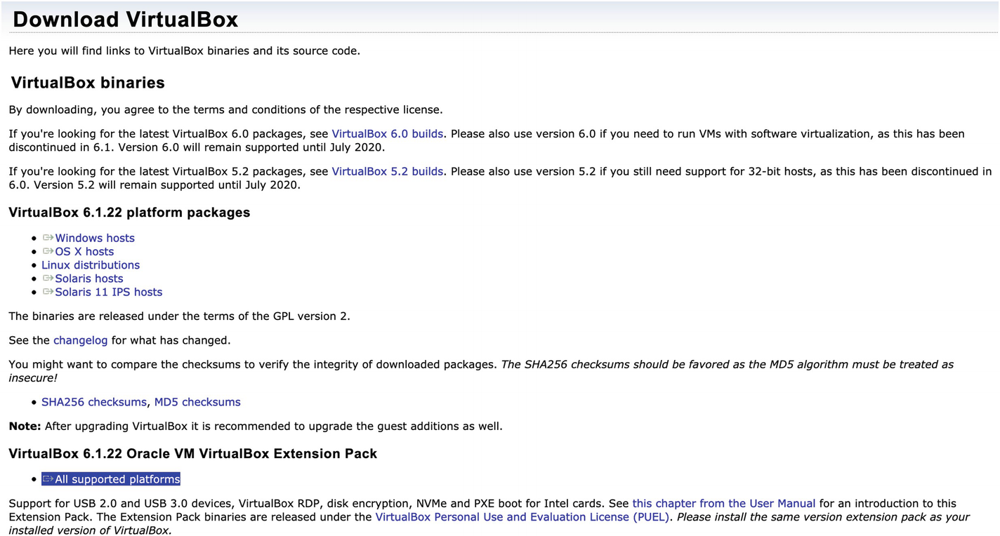 Download VirtualBox
Here you will find links to VirtualBox binaries and its source code.
VirtualBox binaries
By downloading, you agree to the terms and conditions of the respective license.
If you're looking for the latest VirtualBox 6.0 packages, see VirtualBox 6.0 builds. Please also use version 6.0 if you need to run VMs with software virtualization, as this has been
discontinued in 6.1. Version 6.0 will remain supported until July 2020.
If you're looking for the latest VirtualBox 5.2 packages, see VirtualBox 5.2 builds. Please also use version 5.2 if you still need support for 32-bit hosts, as this has been discontinued in
6.0. Version 5.2 will remain supported until July 2020.
VirtualBox 6.1.22 platform packages
• Windows hosts
• OS X hosts
• Linux distributions
• Solaris hosts
• Solaris 11 IPS hosts
The binaries are released under the terms of the GPL version 2.
See the changelog for what has changed.
You might want to compare the checksums to verify the integrity of downloaded packages. The SHA256 checksums should be favored as the MD5 algorithm must be treated as
insecure!
• SHA256 checksums, MD5 checksums
Note: After upgrading VirtualBox it is recommended to upgrade the guest additions as well.
VirtualBox 6.1.22 Oracle VM VirtualBox Extension Pack
• All supported platforms
Support for USB 2.0 and USB 3.0 devices, VirtualBox RDP, disk encryption, NVMe and PXE boot for Intel cards. See this chapter from the User Manual for an introduction to this
Extension Pack. The Extension Pack binaries are released under the VirtualBox Personal Use and Evaluation License (PUEL). Please install the same version extension pack as your
installed version of VirtualBox.